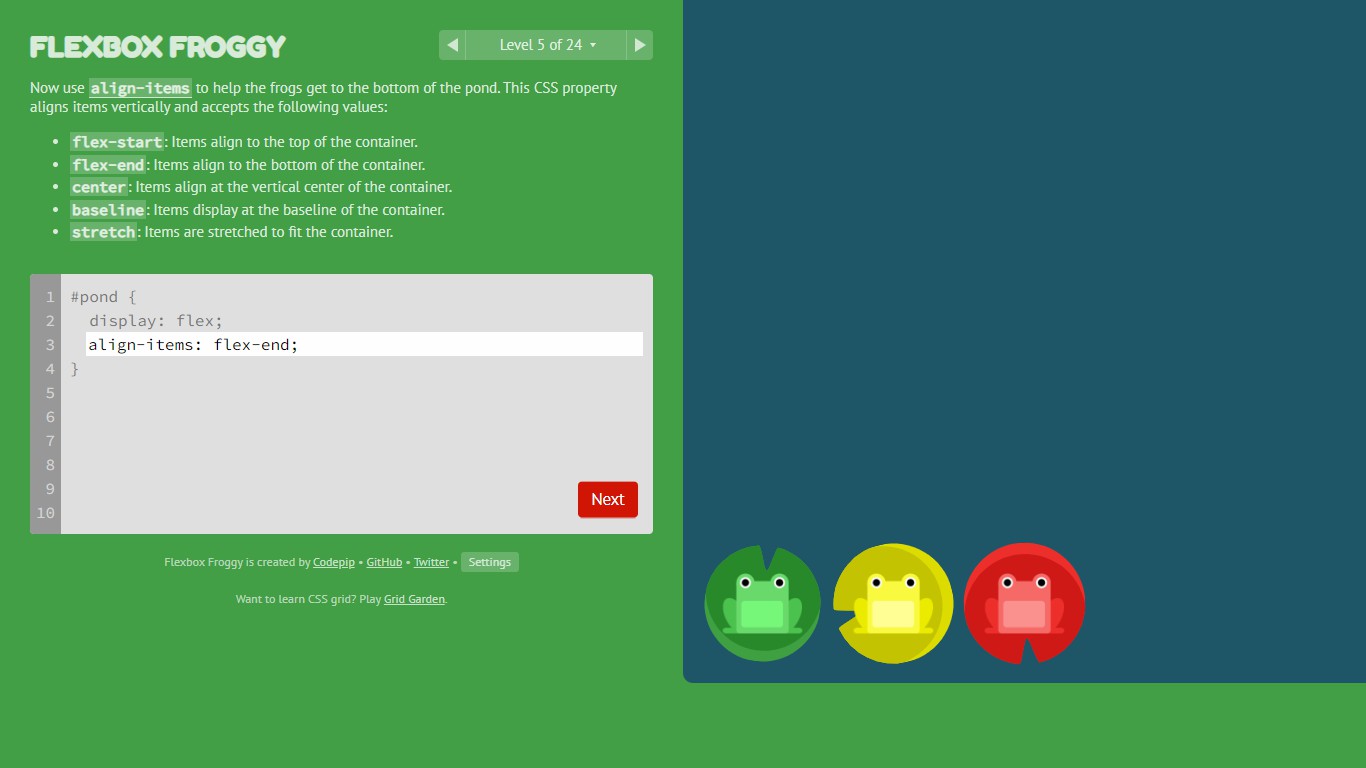 FLEXBOX FROGGY
Level 5 of 24
Now use align-items to help the frogs get to the bottom of the pond. This CSS property
aligns items vertically and accepts the following values:
• flex-start: Items align to the top of the container.
• flex-end: Items align to the bottom of the container.
• center: Items align at the vertical center of the container.
• baseline: Items display at the baseline of the container.
• stretch: Items are stretched to fit the container.
1 #pond {
2 display: flex;
3 align-items: flex-end;
4 }
5
6
7
8
9
10
Next
Flexbox Froggy is created by Codepip • GitHub • Twitter • Settings
Want to learn CSS grid? Play Grid Garden.